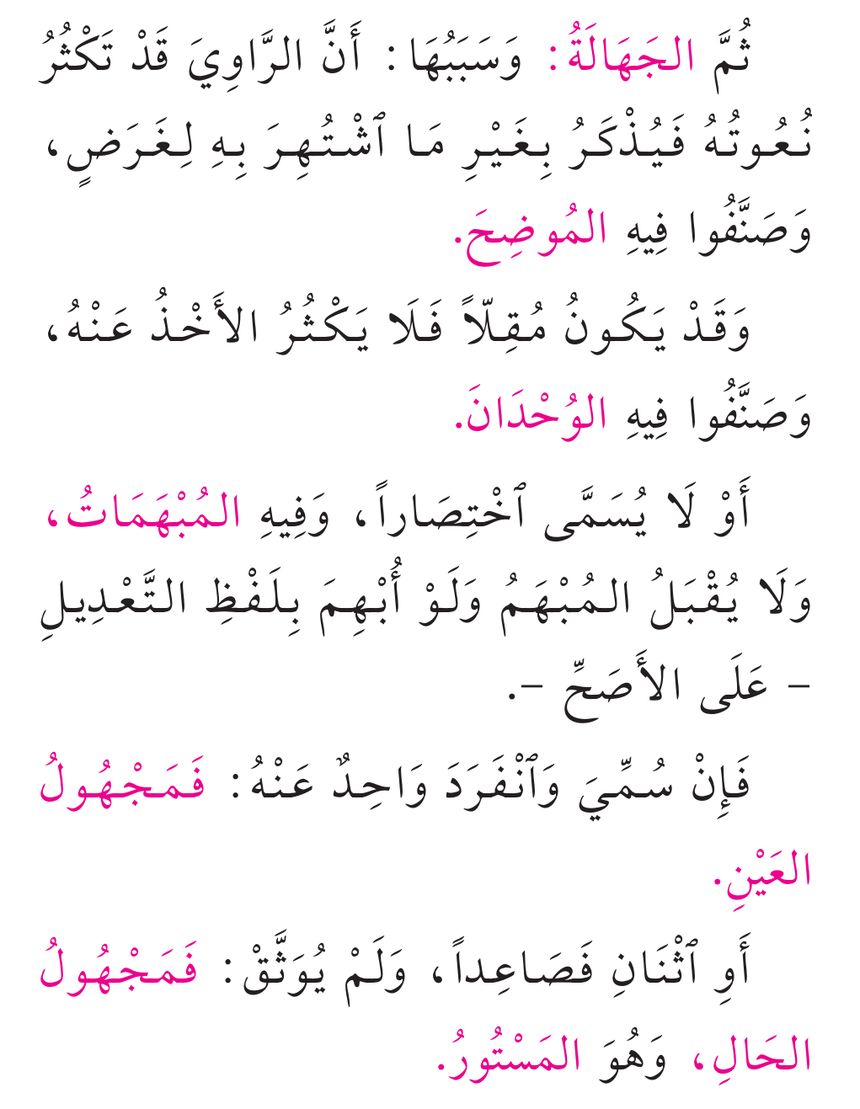 ثُمَّ الجَهَالَةُ: وَسَبَبُهَا: أَنَّ الرَّاوِيَ قَدْ تَكْثُرُ
نُعُوتُهُ فَيُذْكَرُ بِغَيْرِ مَا ٱشْتُهِرَ بِهِ لِغَرَضٍ،
وَصَنَّفُوا فِيهِ المُوضِحَ.
وَقَدْ يَكُونُ مُقِلّاً فَلَا يَكْثُرُ الأَخْذُ عَنْهُ،
وَصَنَّفُوا فِيهِ الوُحْدَانَ.
أَوْ لَا يُسَمَّى ٱخْتِصَاراً، وَفِيهِ المُبْهَمَاتُ،
وَلَا يُقْبَلُ المُبْهَمُ وَلَوْ أُبْهِمَ بِلَفْظِ التَّعْدِيلِ
– عَلَى الأَصَحِّ –.
فَإِنْ سُمِّيَ وَٱنْفَرَدَ وَاحِدٌ عَنْهُ: فَمَجْهُولُ
العَيْنِ.
أَوِ ٱثْنَانِ فَصَاعِداً، وَلَمْ يُوَثَّقْ: فَمَجْهُولُ
الحَالِ، وَهُوَ المَسْتُورُ.